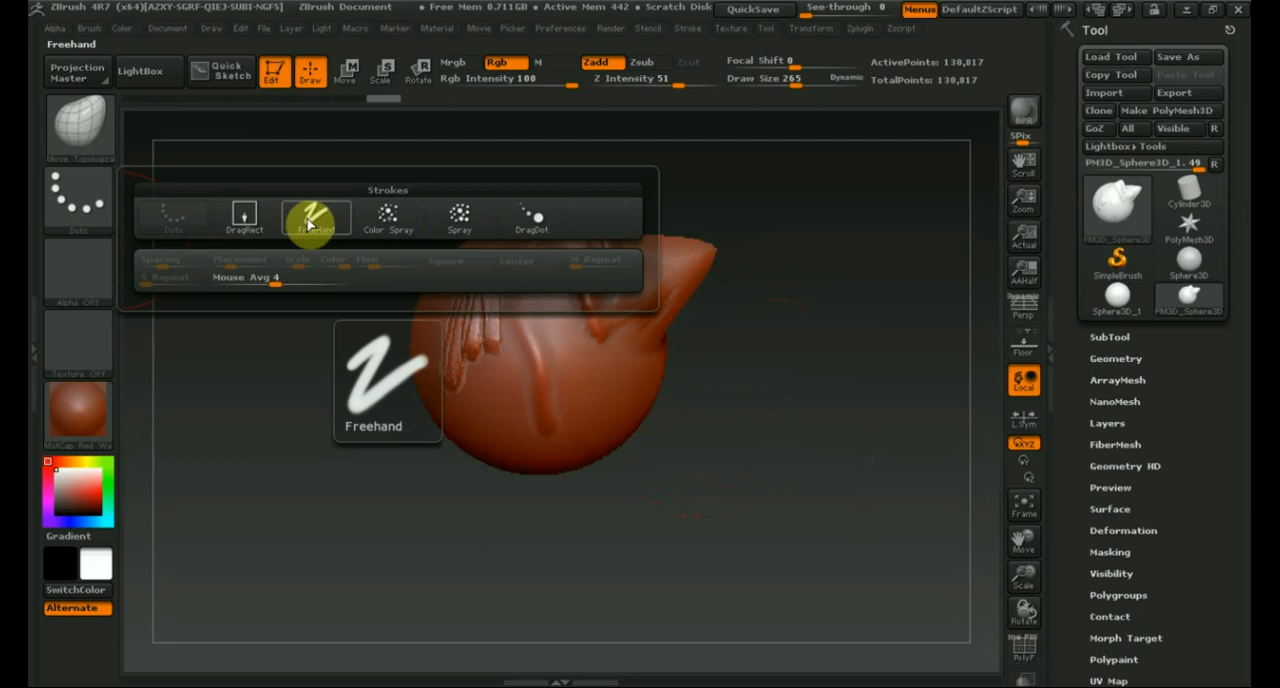 ZBrush 4R7 (x64)[AZXY-SGRF-QIEJ-SUBI-NGFS] ZBrush Document • Free Mem 0.711GB • Active Mem 442 • Scratch Disk QuickSave See-through 0 Menus DefaultZScript
Alpha Brush Color Document Draw Edit File Layer Light Macro Marker Material Movie Picker Preferences Render Stencil Stroke Texture Tool Transform Zplugin Zscript
Freehand
Projection Master
LightBox
Quick Sketch
Edit
Draw
Move
Scale
Rotate
Mrgb Rgb M
Rgb Intensity 100
Zadd Zsub Zcut
Z Intensity 51
Focal Shift 0
Draw Size 265 Dynamic
ActivePoints: 130,817
TotalPoints: 130,817
Move Topological
Dots
Alpha Off
Texture Off
MatCap Red Wa
Gradient
SwitchColor
Alternate
Strokes
Dots
DragRect
FreeHand
Color Spray
Spray
DragDot
Spacing Placement Scale Color Flow Square Center M Repeat
S Repeat Mouse Avg 4
Freehand
BPR
SPix
Scroll
Zoom
Actual
AAHalf
Dynamic
Persp
Floor
Local
L.Sym
XYZ
Frame
Move
Scale
Rotate
PolyF
Tool
Load Tool Save As
Copy Tool Paste Tool
Import Export
Clone Make PolyMesh3D
GoZ All Visible R
Lightbox▸Tools
PM3D_Sphere3D_1. 49 R
PM3D_Sphere3D
Cylinder3D
PolyMesh3D
SimpleBrush
Sphere3D
Sphere3D_1
PM3D_Sphere3D
SubTool
Geometry
ArrayMesh
NanoMesh
Layers
FiberMesh
Geometry HD
Preview
Surface
Deformation
Masking
Visibility
Polygroups
Contact
Morph Target
Polypaint
UV Map